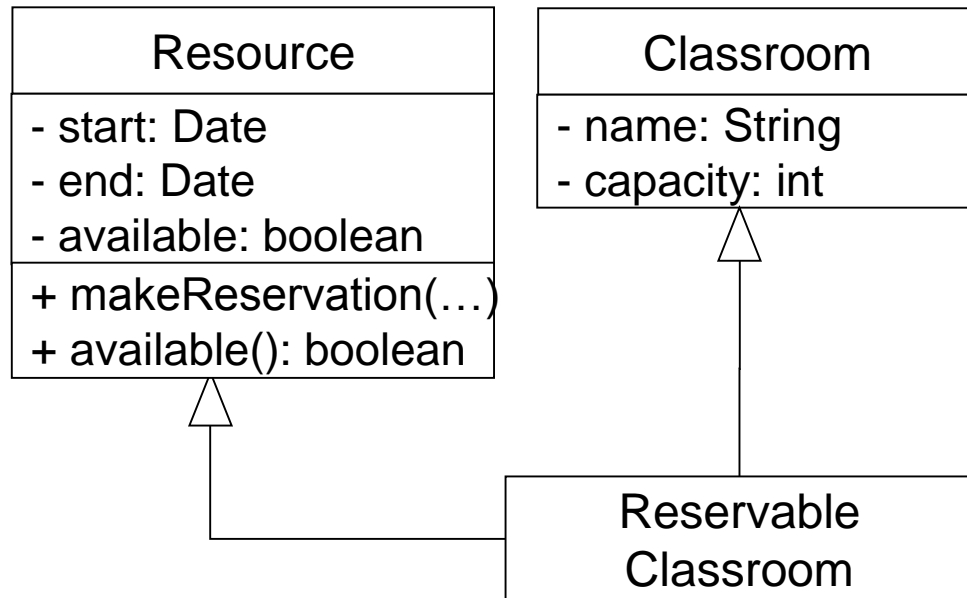 Resource
- start: Date
- end: Date
- available: boolean
+ makeReservation(…)
+ available(): boolean
Classroom
- name: String
- capacity: int
Reservable
Classroom